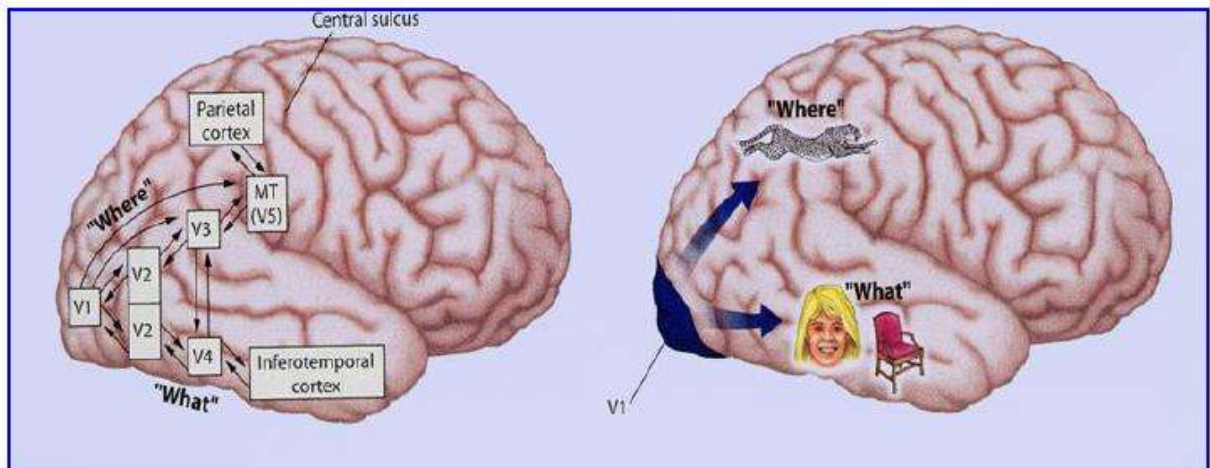 Central sulcus
Parietal
cortex
"Where"
MT
(V5)
V3
V2
V1
V2
V4
Inferotemporal
cortex
"What"
"Where"
"What"
V1